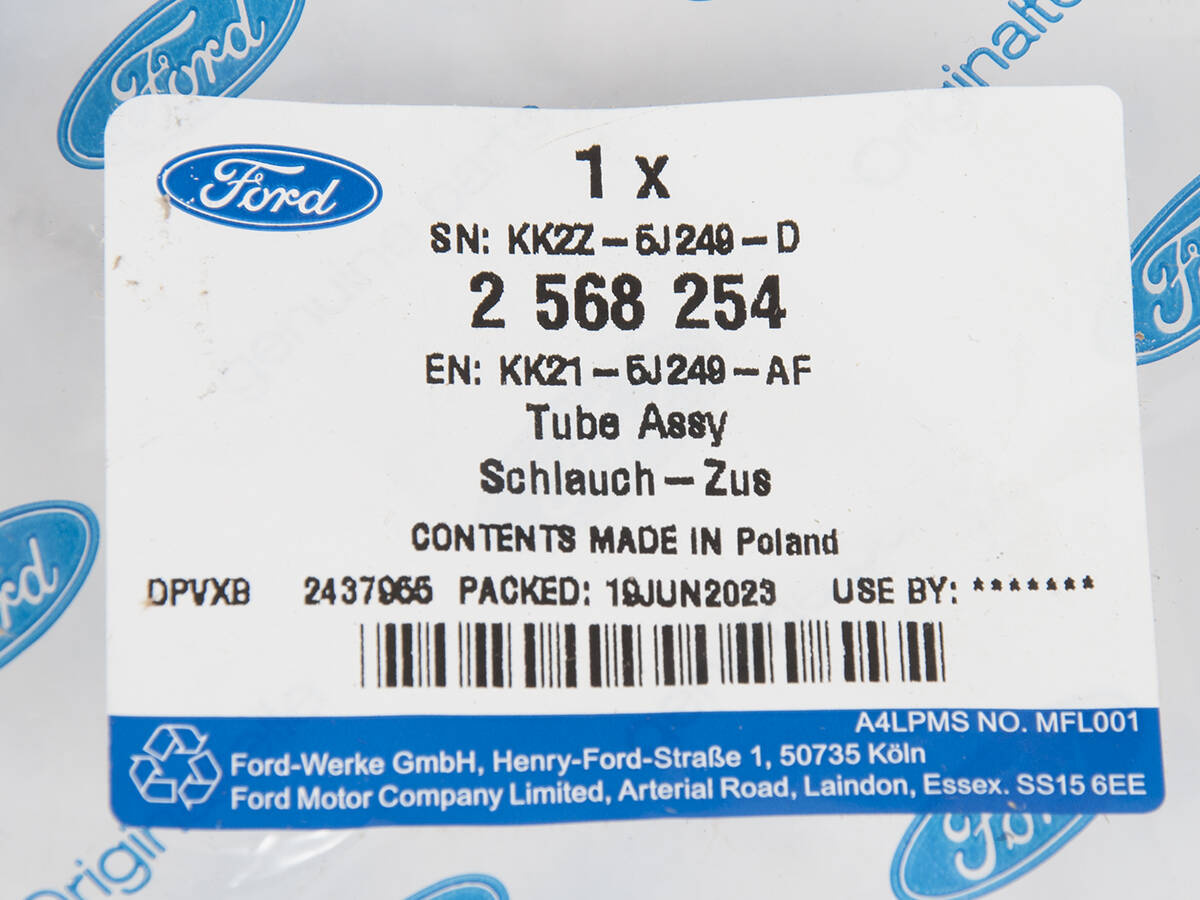 Ford
Originalte
Ford
1 x
SN: KK2Z-5J249-D
2 568 254
EN: KK21-5J249-AF
Tube Assy
Schlauch-Zus
CONTENTS MADE IN Poland
DPVXB 2437965 PACKED: 19JUN2023 USE BY: *******
A4LPMS NO. MFL001
Ford-Werke GmbH, Henry-Ford-Straße 1, 50735 Köln
Ford Motor Company Limited, Arterial Road, Laindon, Essex. SS15 6EE